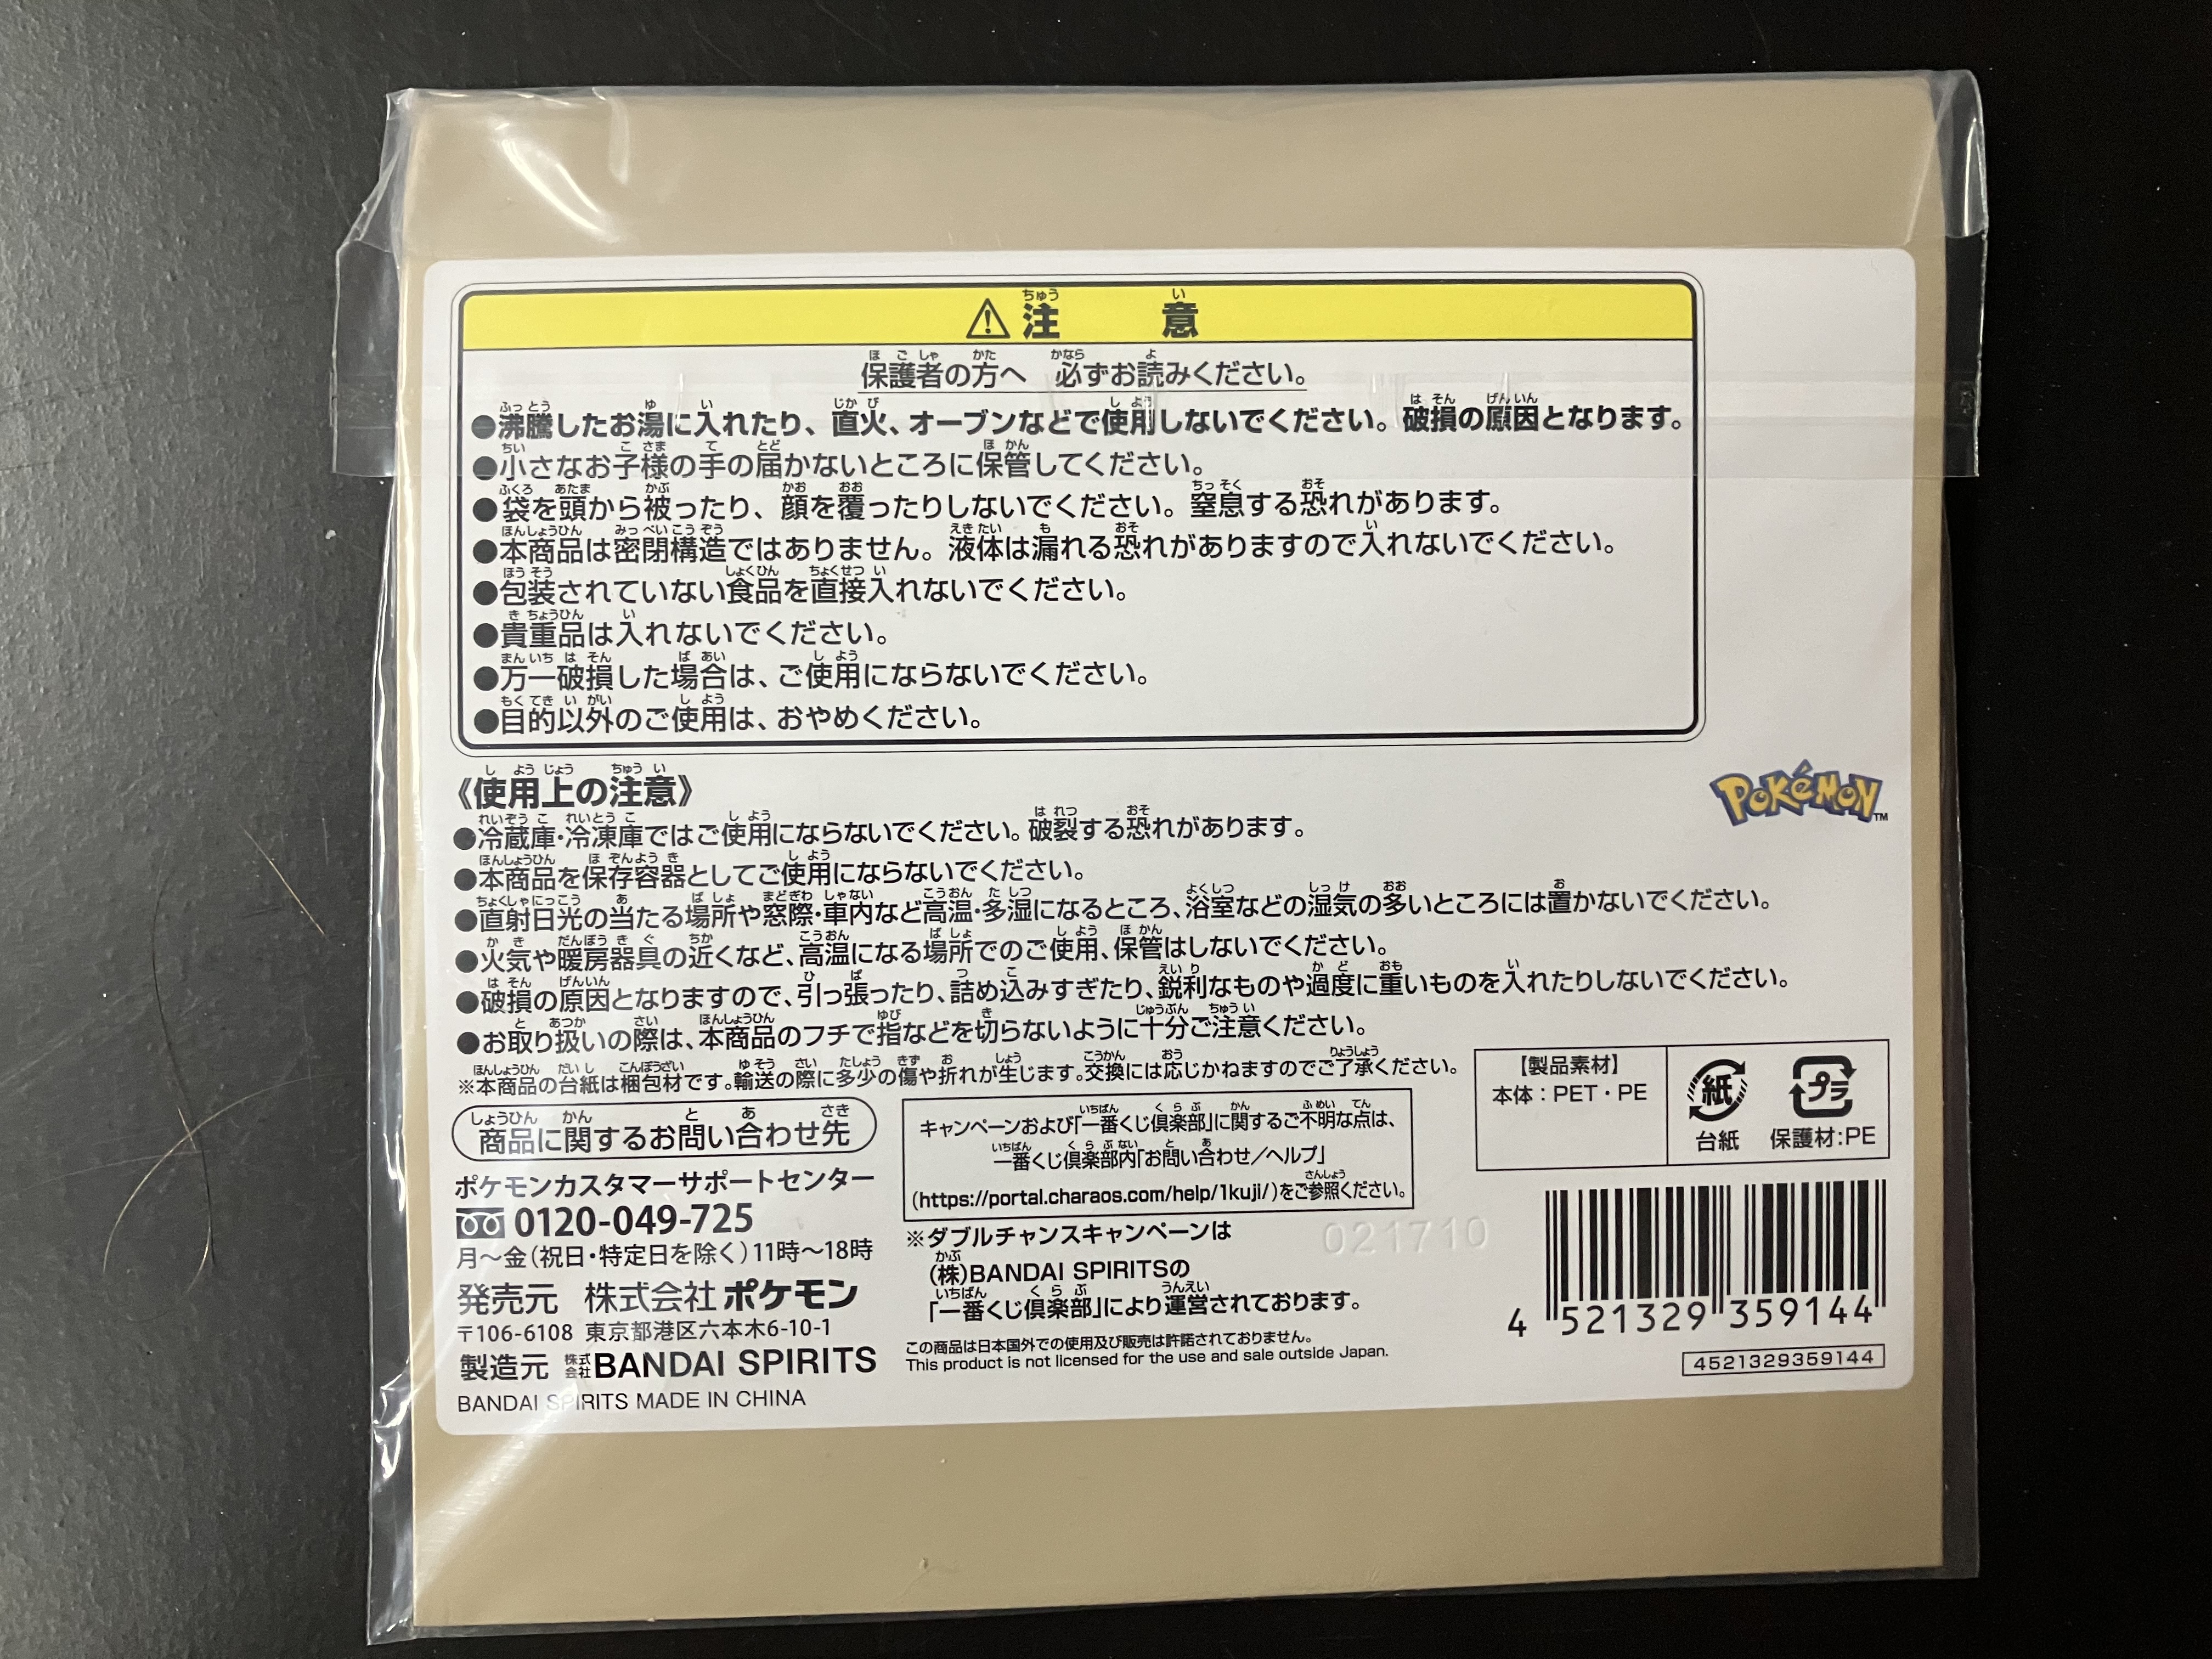 ⚠注意
保護者の方へ 必ずお読みください。
●沸騰したお湯に入れたり、直火、オーブンなどで使用しないでください。破損の原因となります。
●小さなお子様の手の届かないところに保管してください。
●袋を頭から被ったり、顔を覆ったりしないでください。窒息する恐れがあります。
●本商品は密閉構造ではありません。液体は漏れる恐れがありますので入れないでください。
●包装されていない食品を直接入れないでください。
●貴重品は入れないでください。
●万一破損した場合は、ご使用にならないでください。
●目的以外のご使用は、おやめください。
《使用上の注意》
POKéMON™
●冷蔵庫・冷凍庫ではご使用にならないでください。破裂する恐れがあります。
●本商品を保存容器としてご使用にならないでください。
●直射日光の当たる場所や窓際・車内など高温・多湿になるところ、浴室などの湿気の多いところには置かないでください。
●火気や暖房器具の近くなど、高温になる場所でのご使用、保管はしないでください。
●破損の原因となりますので、引っ張ったり、詰め込みすぎたり、鋭利なものや過度に重いものを入れたりしないでください。
●お取り扱いの際は、本商品のフチで指などを切らないように十分ご注意ください。
※本商品の台紙は梱包材です。輸送の際に多少の傷や折れが生じます。交換には応じかねますのでご了承ください。
商品に関するお問い合わせ先
ポケモンカスタマーサポートセンター
0120-049-725
月～金(祝日・特定日を除く)11時～18時
発売元 株式会社ポケモン
〒106-6108 東京都港区六本木6-10-1
製造元 株式会社BANDAI SPIRITS
BANDAI SPIRITS MADE IN CHINA
キャンペーンおよび「一番くじ倶楽部」に関するご不明な点は、
一番くじ倶楽部内「お問い合わせ/ヘルプ」
(https://portal.charaos.com/help/1kuji/)をご参照ください。
※ダブルチャンスキャンペーンは
(株)BANDAI SPIRITSの
「一番くじ倶楽部」により運営されております。
この商品は日本国外での使用及び販売は許諾されておりません。
This product is not licensed for the use and sale outside Japan.
021710
【製品素材】
本体：PET・PE
紙
台紙
プラ
保護材:PE
4 521329 359144
4521329359144